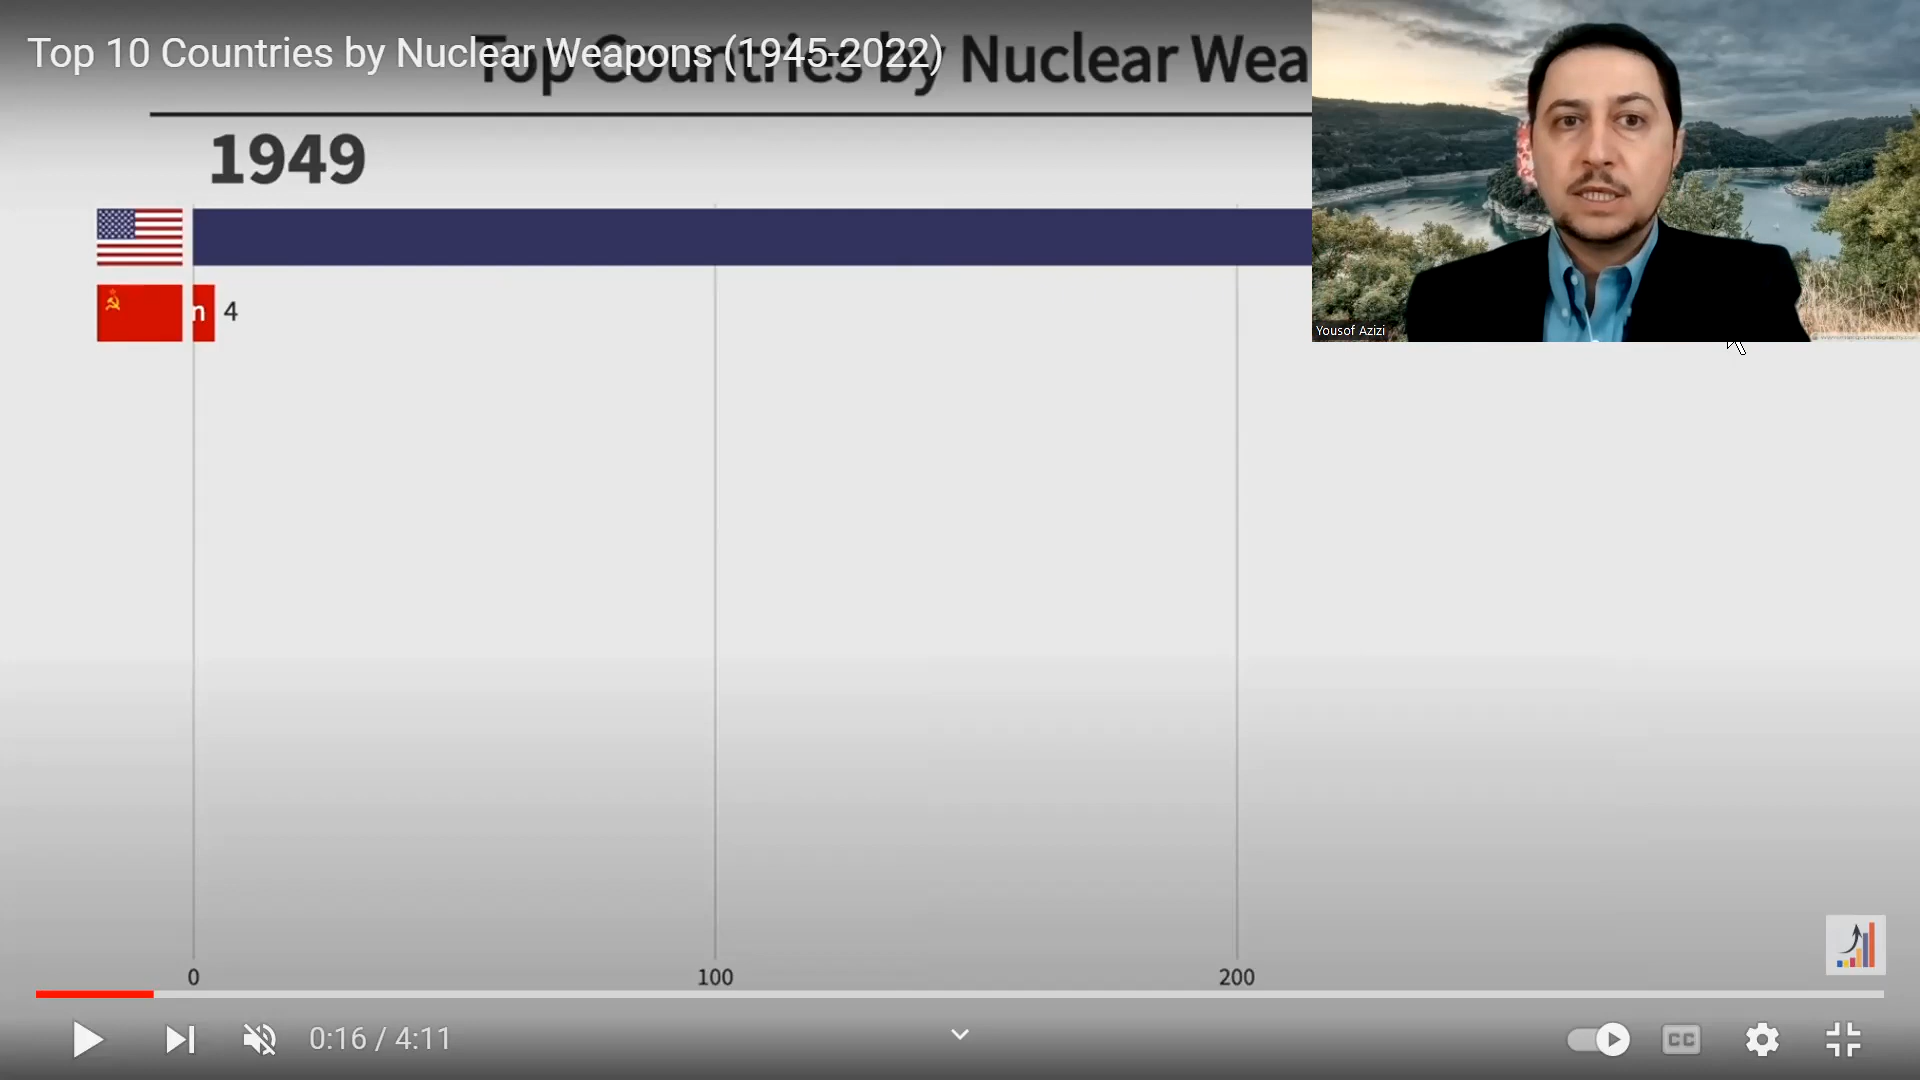 Top 10 Countries by Nuclear Weapons (1945-2022)
Top Countries by Nuclear Wea
1949
n 4
Yousof Azizi
0 100 200
0:16 / 4:11
CC